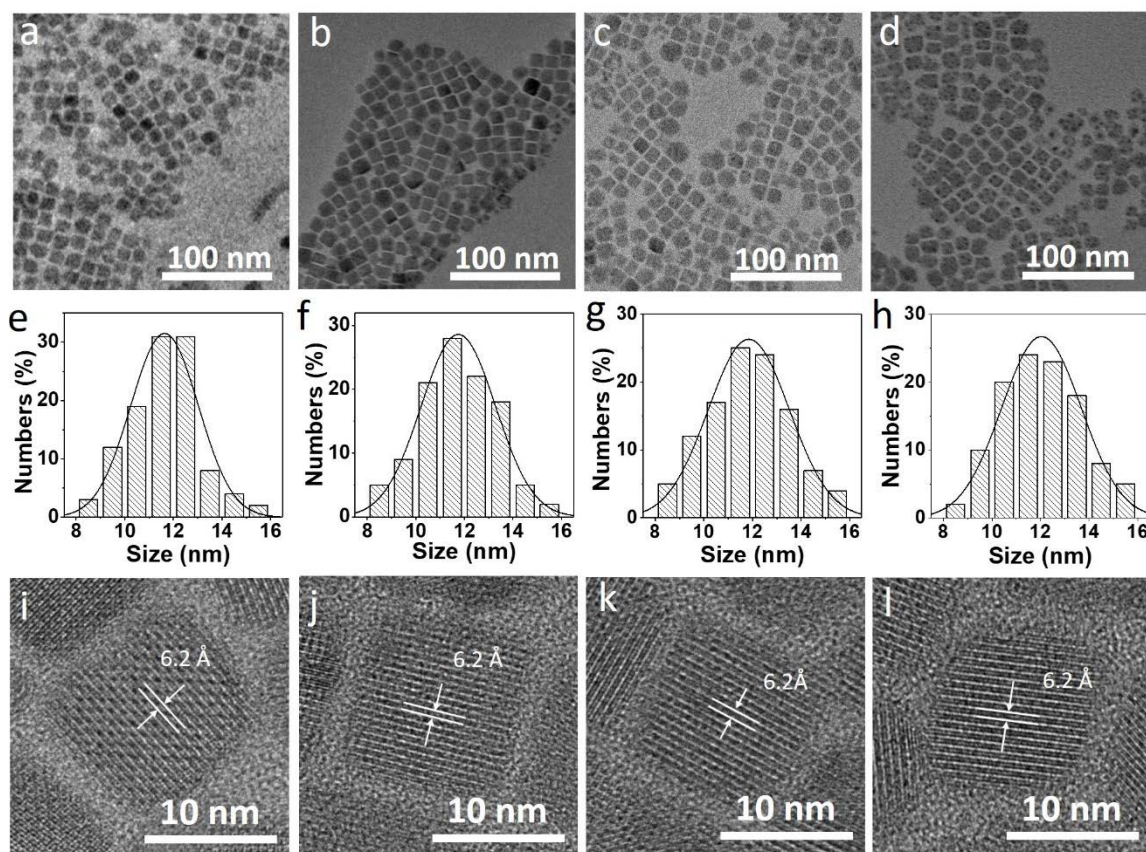 a b c d
100 nm 100 nm 100 nm 100 nm
e f g h
30 30 30 30
20 20 20 20
10 10 10 10
0 0 0 0
Numbers (%) Numbers (%) Numbers (%) Numbers (%)
8 10 12 14 16 8 10 12 14 16 8 10 12 14 16 8 10 12 14 16
Size (nm) Size (nm) Size (nm) Size (nm)
i j k l
6.2 Å 6.2 Å 6.2Å 6.2 Å
10 nm 10 nm 10 nm 10 nm